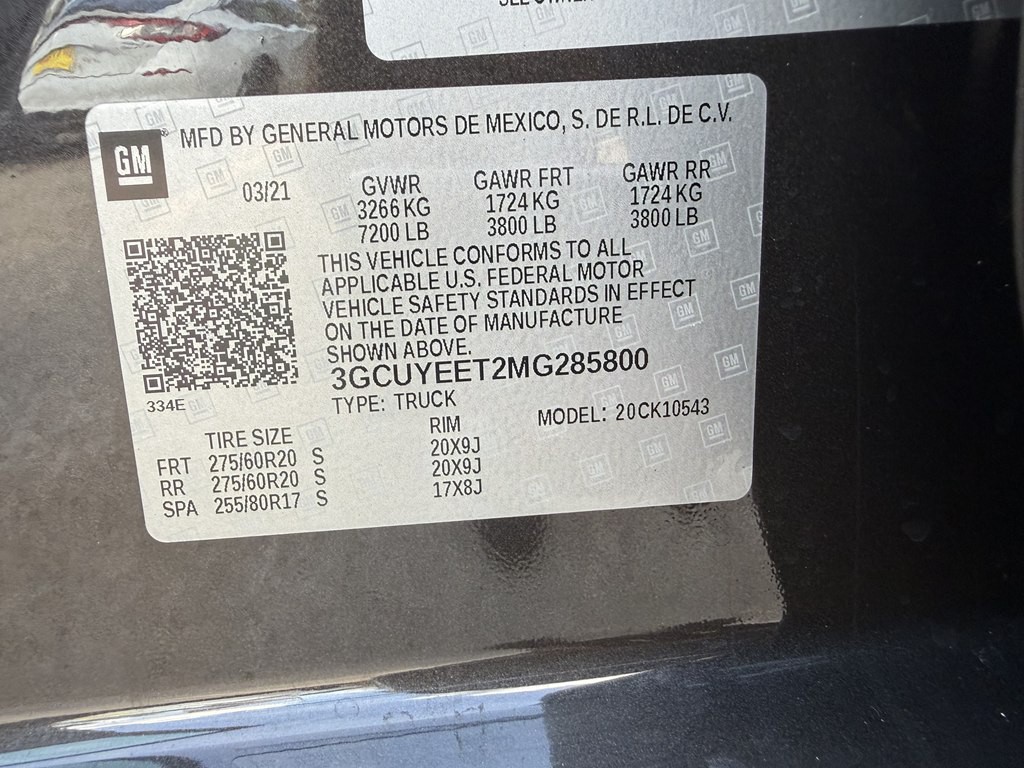 SEE OWNER
GM
MFD BY GENERAL MOTORS DE MEXICO, S. DE R.L. DE C.V.
03/21 GVWR GAWR FRT GAWR RR
3266 KG 1724 KG 1724 KG
7200 LB 3800 LB 3800 LB
THIS VEHICLE CONFORMS TO ALL
APPLICABLE U.S. FEDERAL MOTOR
VEHICLE SAFETY STANDARDS IN EFFECT
ON THE DATE OF MANUFACTURE
SHOWN ABOVE.
334E
3GCUYEET2MG285800
TYPE: TRUCK MODEL: 20CK10543
TIRE SIZE RIM
FRT 275/60R20 S 20X9J
RR 275/60R20 S 20X9J
SPA 255/80R17 S 17X8J